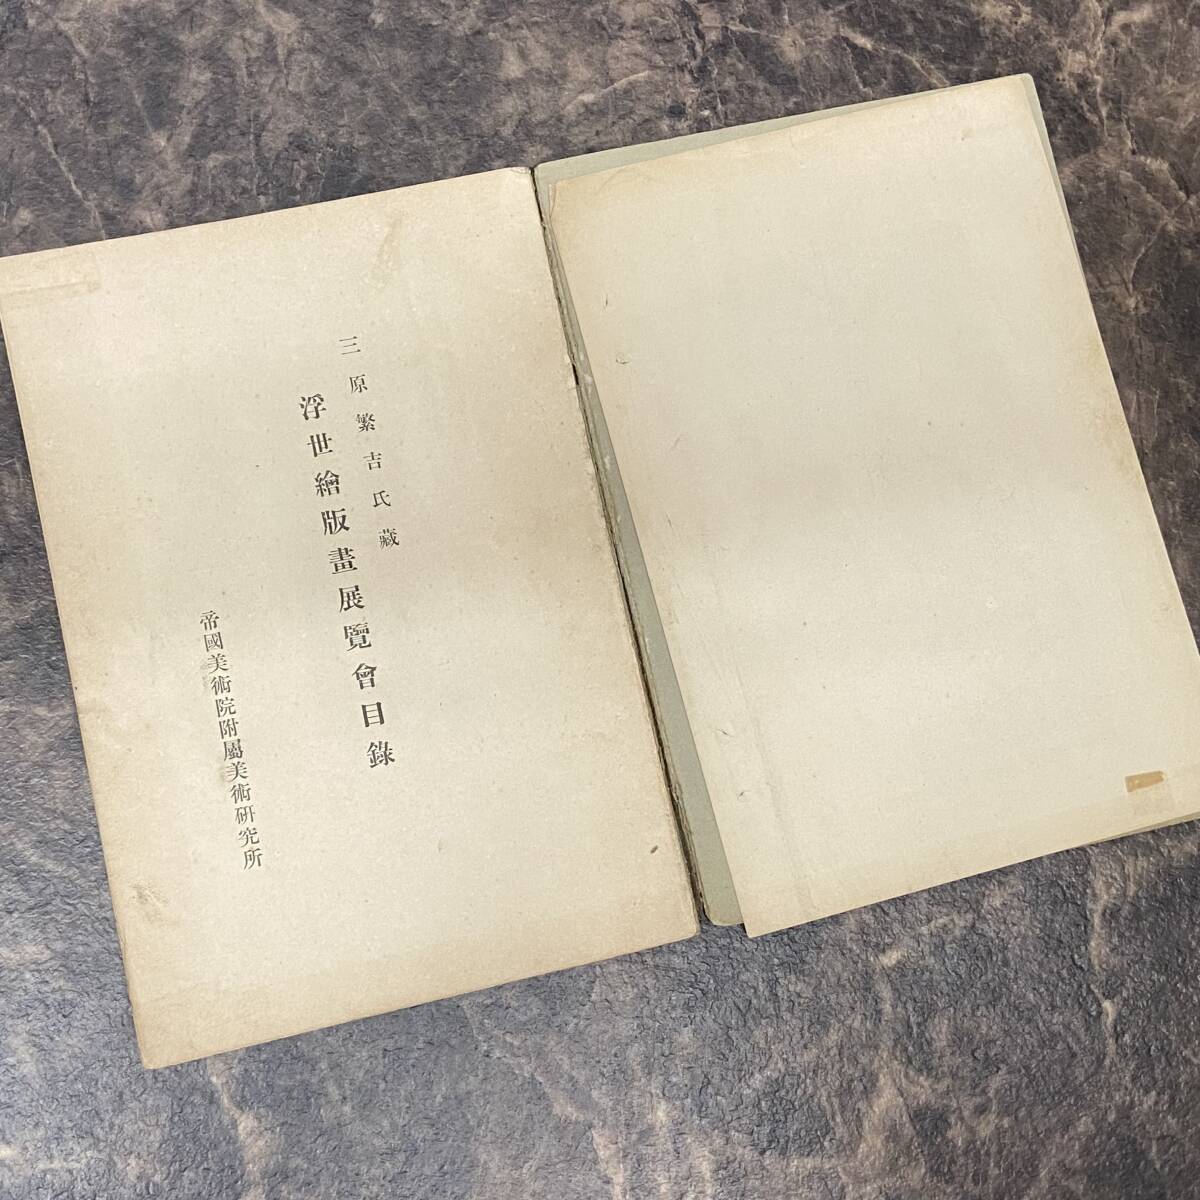 三原繁吉氏藏
浮世繪版畫展覽會目錄
帝國美術院附屬美術硏究所